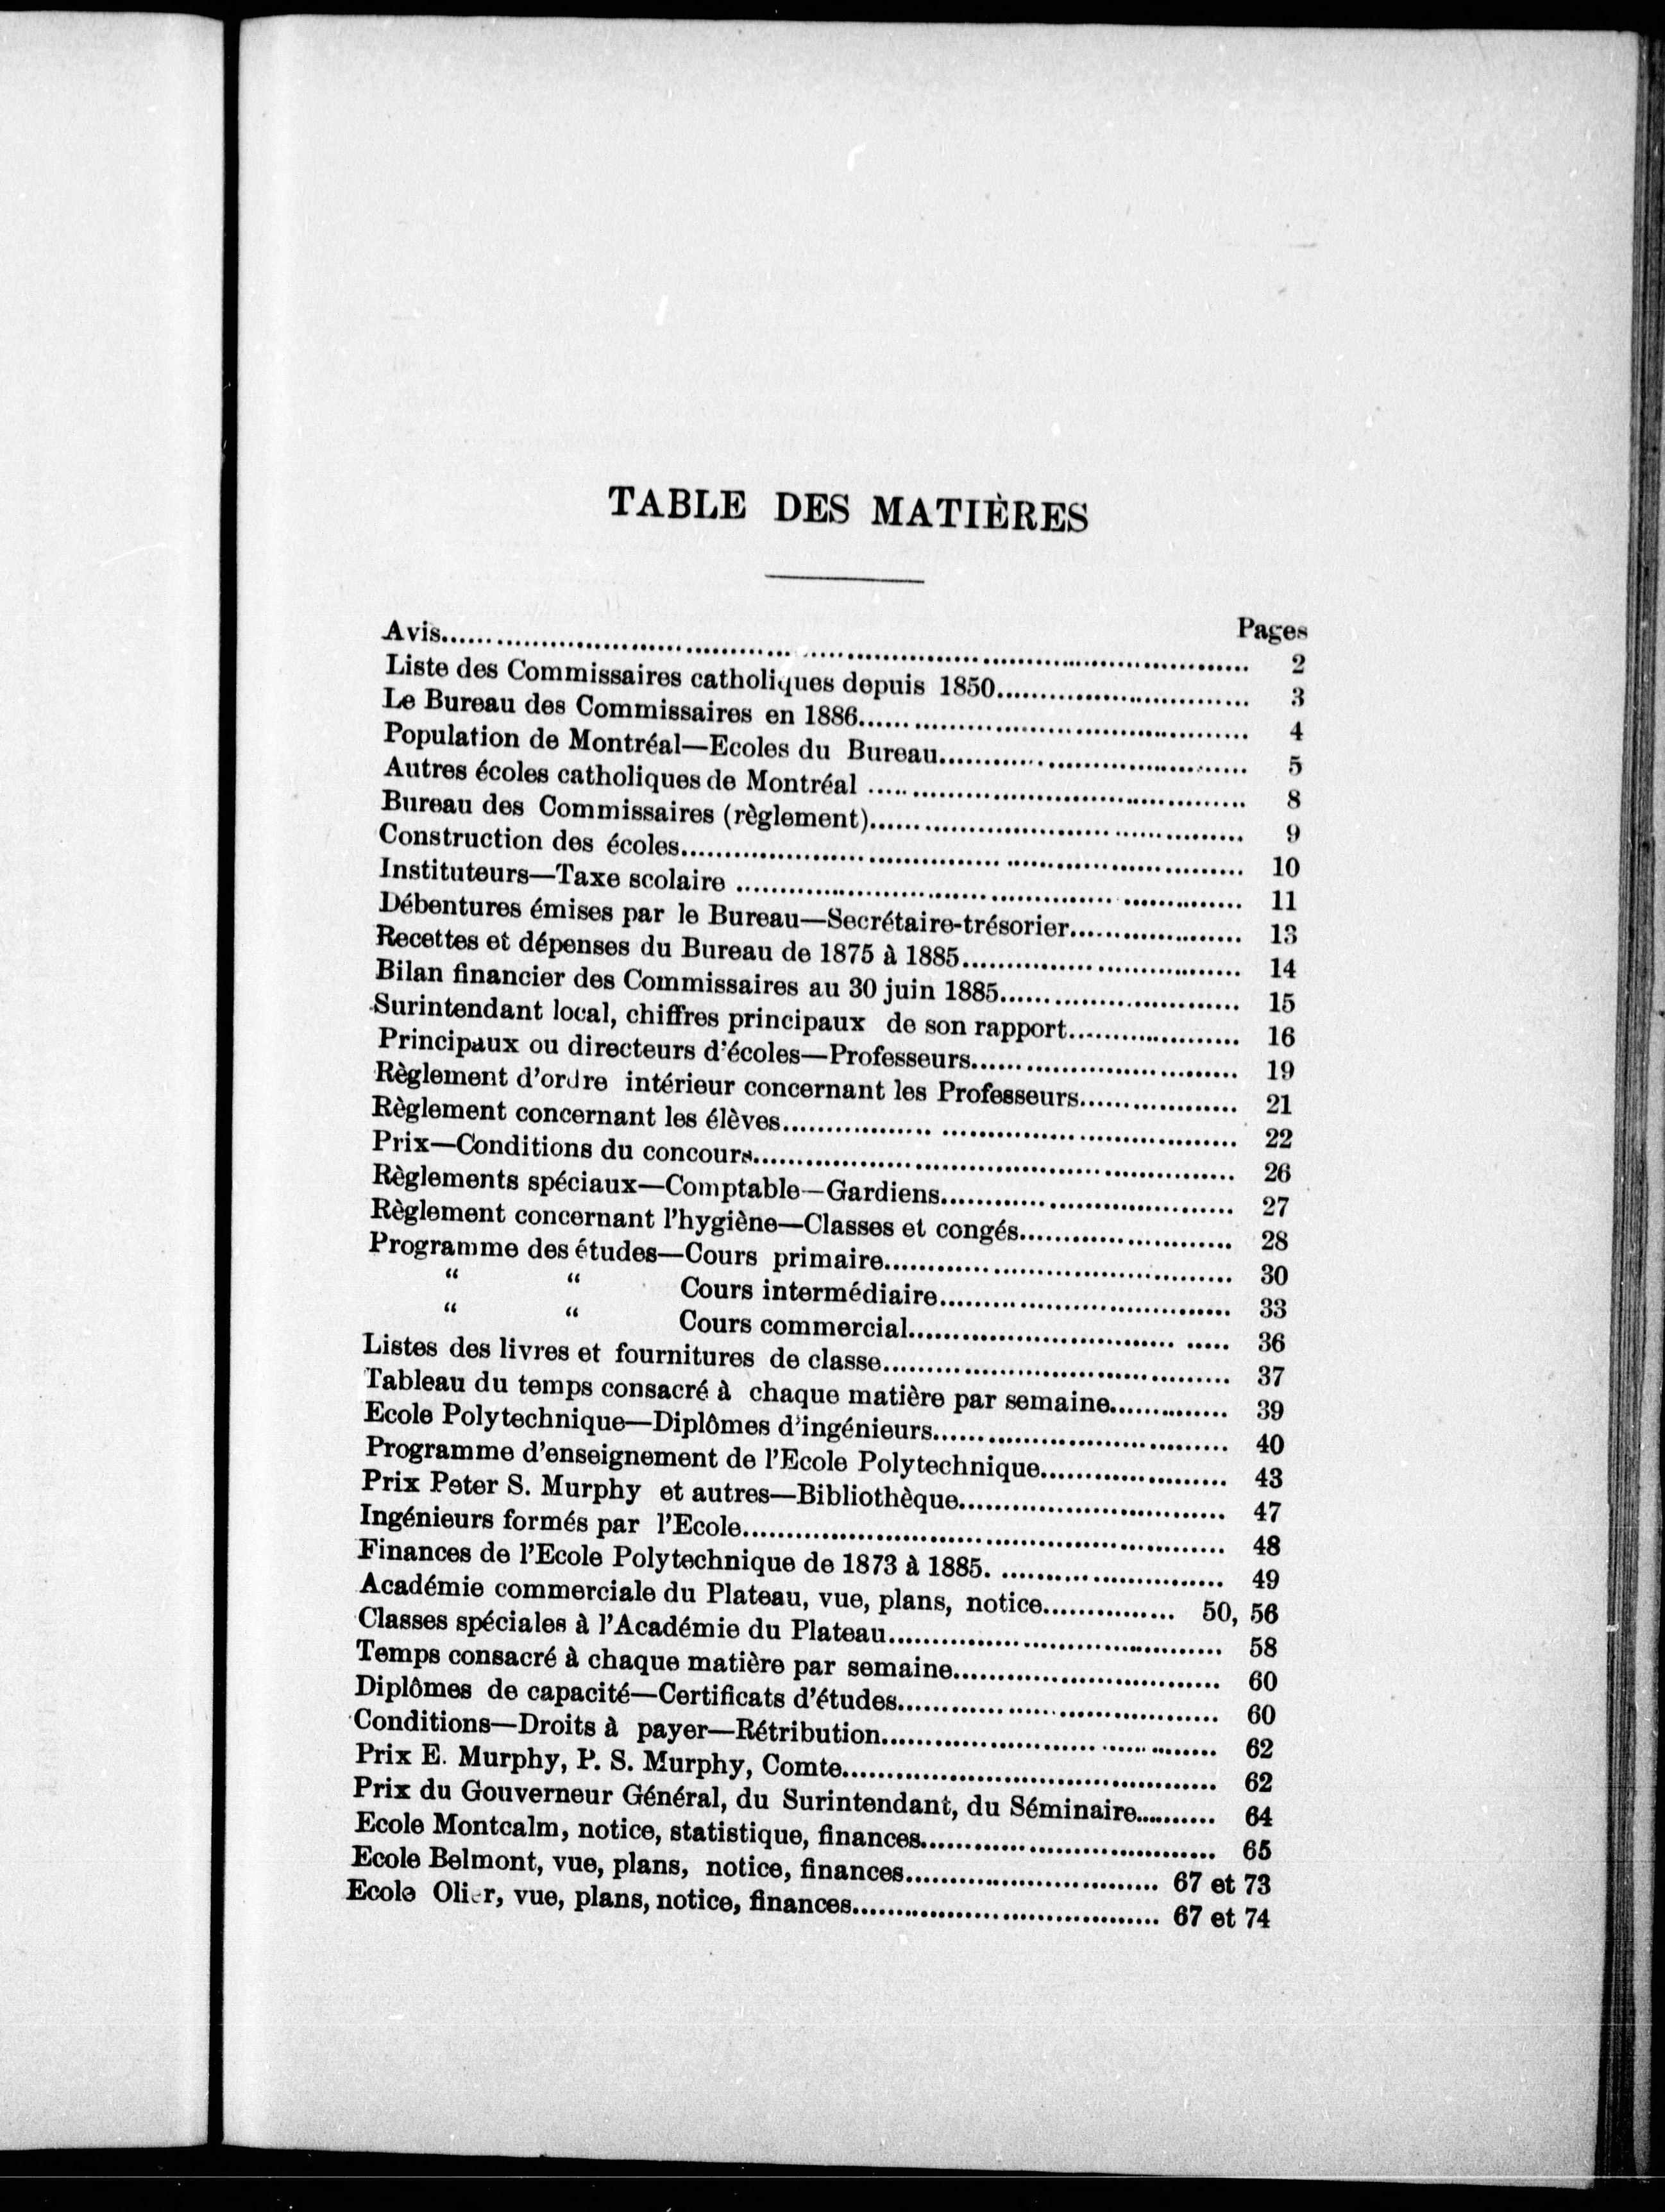 TABLE DES MATIÈRES
Pages
Avis........ 2
Liste des Commissaires catholiques depuis 1850........ 3
Le Bureau des Commissaires en 1886........ 4
Population de Montréal—Ecoles du Bureau........ 5
Autres écoles catholiques de Montréal ........ 8
Bureau des Commissaires (règlement)........ 9
Construction des écoles........ 10
Instituteurs—Taxe scolaire ........ 11
Débentures émises par le Bureau—Secrétaire-trésorier........ 13
Recettes et dépenses du Bureau de 1875 à 1885........ 14
Bilan financier des Commissaires au 30 juin 1885........ 15
Surintendant local, chiffres principaux de son rapport........ 16
Principaux ou directeurs d'écoles—Professeurs........ 19
Règlement d'ordre intérieur concernant les Professeurs........ 21
Règlement concernant les élèves........ 22
Prix—Conditions du concours........ 26
Règlements spéciaux—Comptable—Gardiens........ 27
Règlement concernant l'hygiène—Classes et congés........ 28
Programme des études—Cours primaire........ 30
“ “ Cours intermédiaire........ 33
“ “ Cours commercial........ 36
Listes des livres et fournitures de classe........ 37
Tableau du temps consacré à chaque matière par semaine........ 39
Ecole Polytechnique—Diplômes d'ingénieurs........ 40
Programme d'enseignement de l'Ecole Polytechnique........ 43
Prix Peter S. Murphy et autres—Bibliothèque........ 47
Ingénieurs formés par l'Ecole........ 48
Finances de l'Ecole Polytechnique de 1873 à 1885. ........ 49
Académie commerciale du Plateau, vue, plans, notice........ 50, 56
Classes spéciales à l'Académie du Plateau........ 58
Temps consacré à chaque matière par semaine........ 60
Diplômes de capacité—Certificats d'études........ 60
Conditions—Droits à payer—Rétribution........ 62
Prix E. Murphy, P. S. Murphy, Comte........ 62
Prix du Gouverneur Général, du Surintendant, du Séminaire........ 64
Ecole Montcalm, notice, statistique, finances........ 65
Ecole Belmont, vue, plans, notice, finances........ 67 et 73
Ecole Olier, vue, plans, notice, finances........ 67 et 74